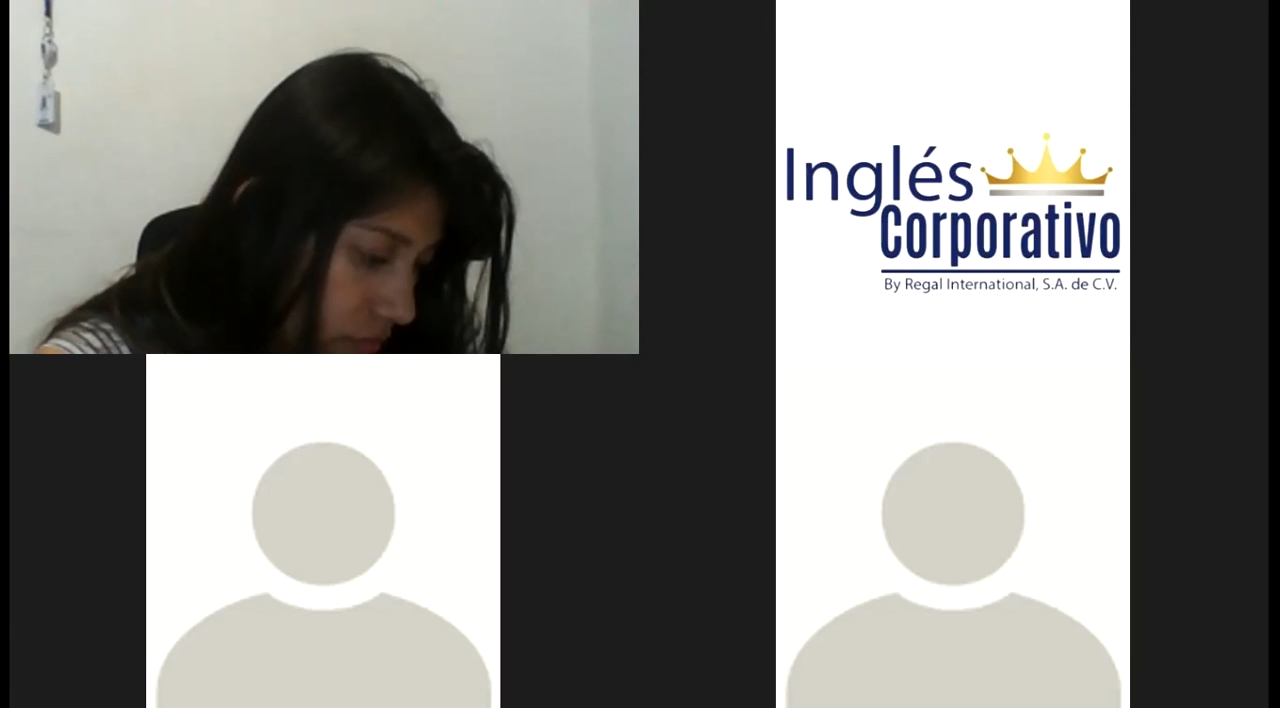 Inglés
Corporativo
By Regal International, S.A. de C.V.